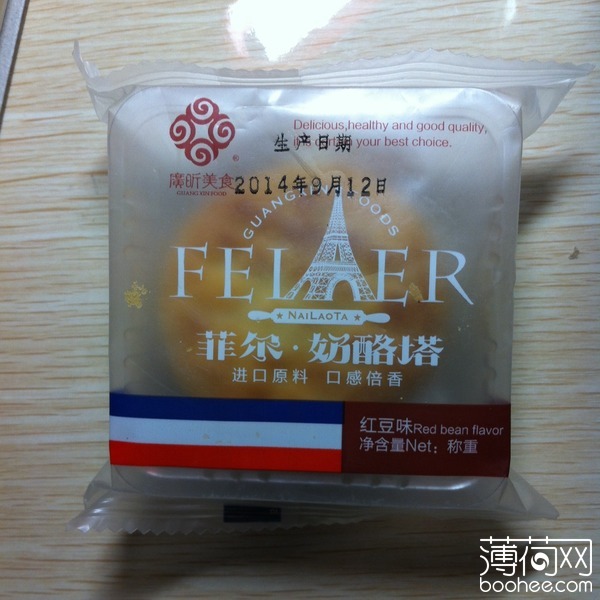 Delicious,healthy and good quality,
your best choice.
生产日期
2014年9月12日
廣昕美食®
GUANG XIN FOOD
FOODS
FELER
★ NAILAOTA ★
菲尔·奶酪塔
进口原料 口感倍香
红豆味Red bean flavor
净含量Net：称重
薄荷网
boohee.com